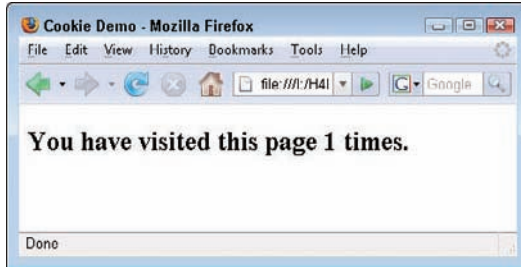 Cookie Demo - Mozilla Firefox
File Edit View History Bookmarks Tools Help
file:///I:/H4I G Google
You have visited this page 1 times.
Done